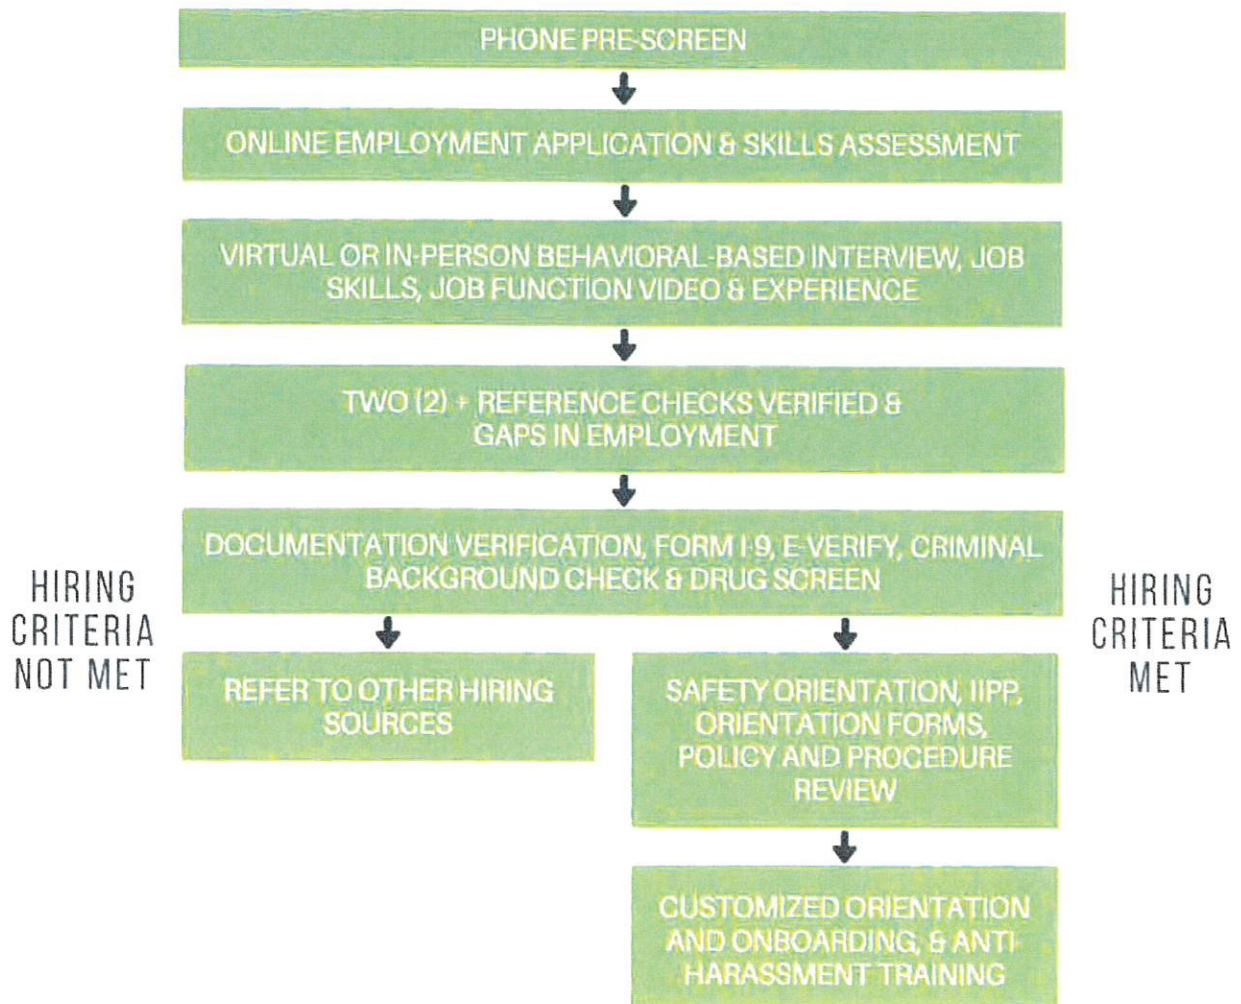 PHONE PRE-SCREEN
ONLINE EMPLOYMENT APPLICATION & SKILLS ASSESSMENT
VIRTUAL OR IN-PERSON BEHAVIORAL-BASED INTERVIEW, JOB
SKILLS, JOB FUNCTION VIDEO & EXPERIENCE
TWO (2) + REFERENCE CHECKS VERIFIED &
GAPS IN EMPLOYMENT
DOCUMENTATION VERIFICATION, FORM I-9, E-VERIFY, CRIMINAL
BACKGROUND CHECK & DRUG SCREEN
HIRING
CRITERIA
NOT MET
REFER TO OTHER HIRING
SOURCES
HIRING
CRITERIA
MET
SAFETY ORIENTATION, IIPP,
ORIENTATION FORMS,
POLICY AND PROCEDURE
REVIEW
CUSTOMIZED ORIENTATION
AND ONBOARDING, & ANTI
HARASSMENT TRAINING